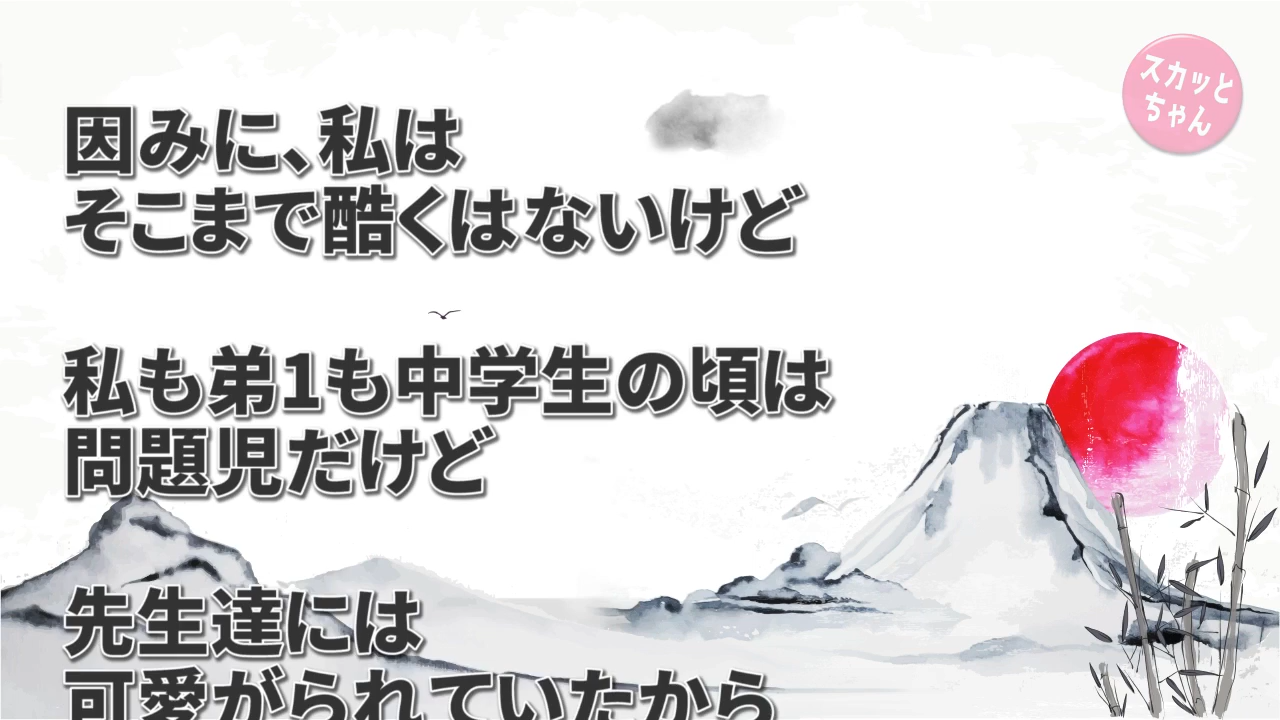 因みに、私は
そこまで酷くはないけど
私も弟1も中学生の頃は
問題児だけど
先生達には
可愛がられていたから
スカッと
ちゃん